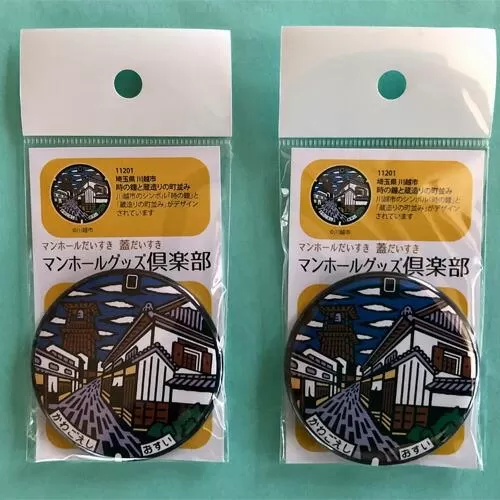 11201
埼玉県 川越市
時の鐘と蔵造りの町並み
川越市のシンボル「時の鐘」と
「蔵造りの町並み」がデザイン
されています
©川越市
マンホールだいすき 蓋だいすき
マンホールグッズ倶楽部
かわごえし
おすい
11201
埼玉県 川越市
時の鐘と蔵造りの町並み
川越市のシンボル「時の鐘」と
「蔵造りの町並み」がデザイン
されています
©川越市
マンホールだいすき 蓋だいすき
マンホールグッズ倶楽部
かわごえし
おすい